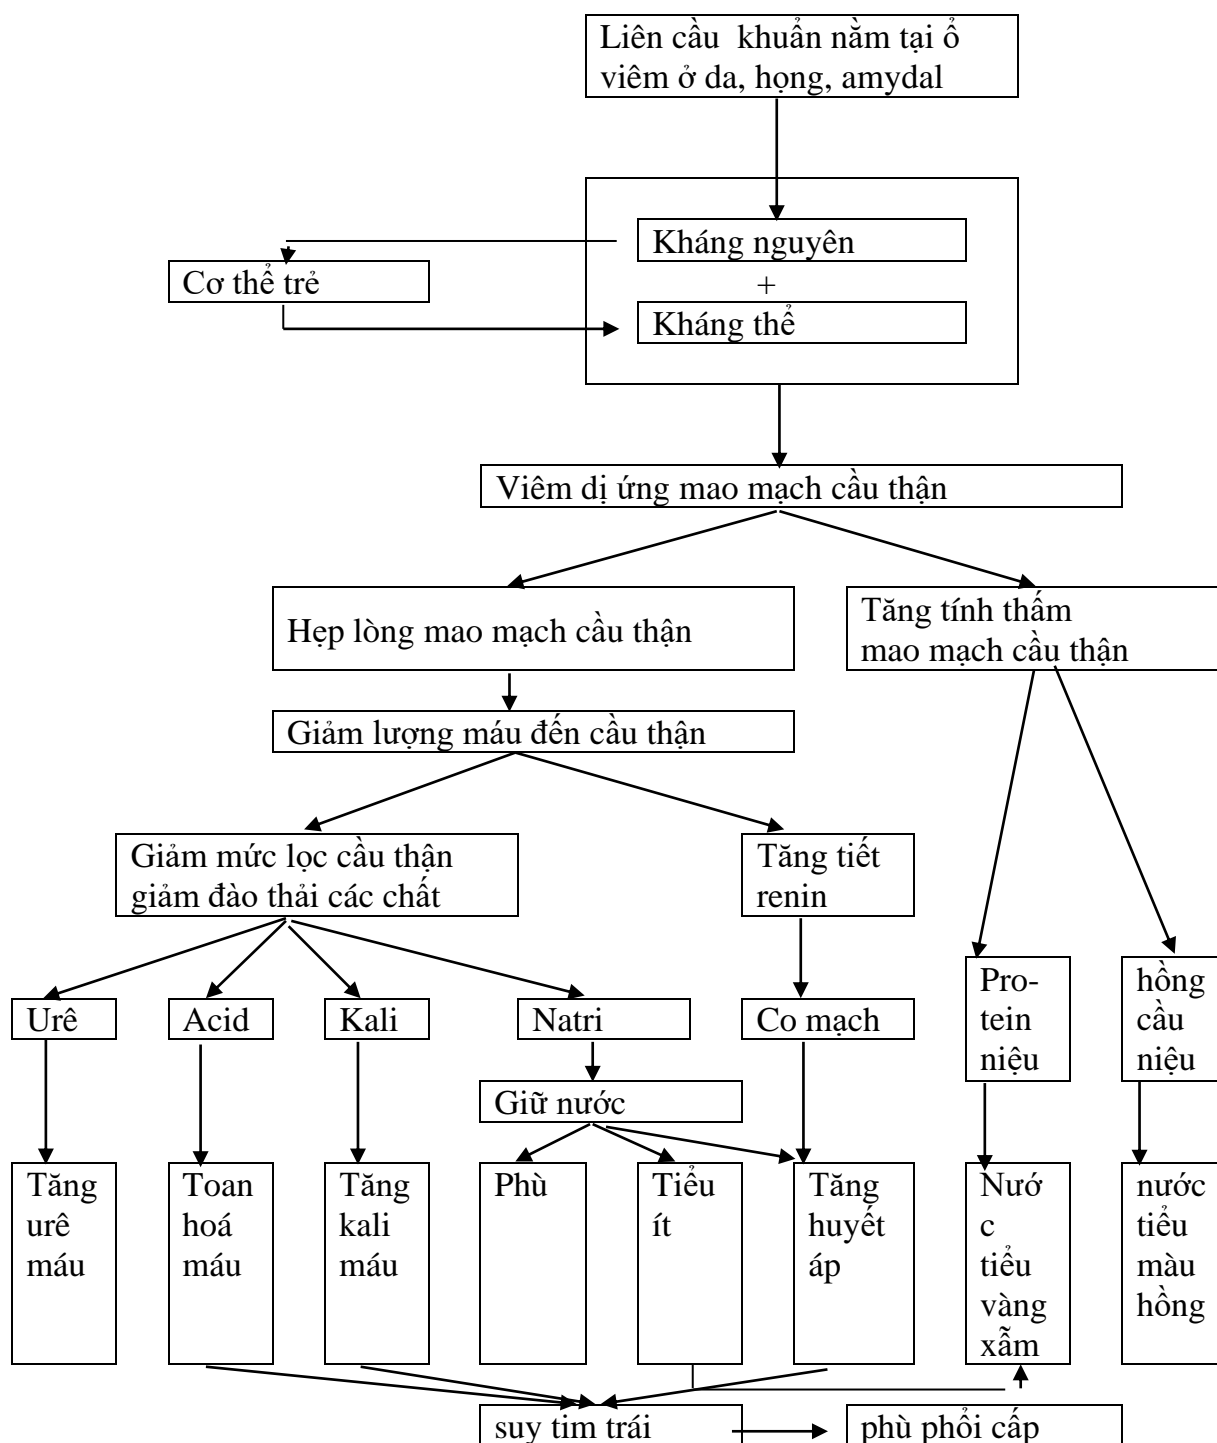 Liên cầu khuẩn nằm tại ổ
viêm ở da, họng, amydal
Kháng nguyên
Cơ thể trẻ
+
Kháng thể
Viêm dị ứng mao mạch cầu thận
Hẹp lòng mao mạch cầu thận
Tăng tính thấm
mao mạch cầu thận
Giảm lượng máu đến cầu thận
Giảm mức lọc cầu thận
giảm đào thải các chất
Tăng tiết
renin
Urê
Acid
Kali
Natri
Co mạch
Pro-
tein
niệu
hồng
cầu
niệu
Giữ nước
Tăng
urê
máu
Toan
hoá
máu
Tăng
kali
máu
Phù
Tiểu
ít
Tăng
huyết
áp
Nướ
c
tiểu
vàng
xẫm
nước
tiểu
màu
hồng
suy tim trái
phù phổi cấp